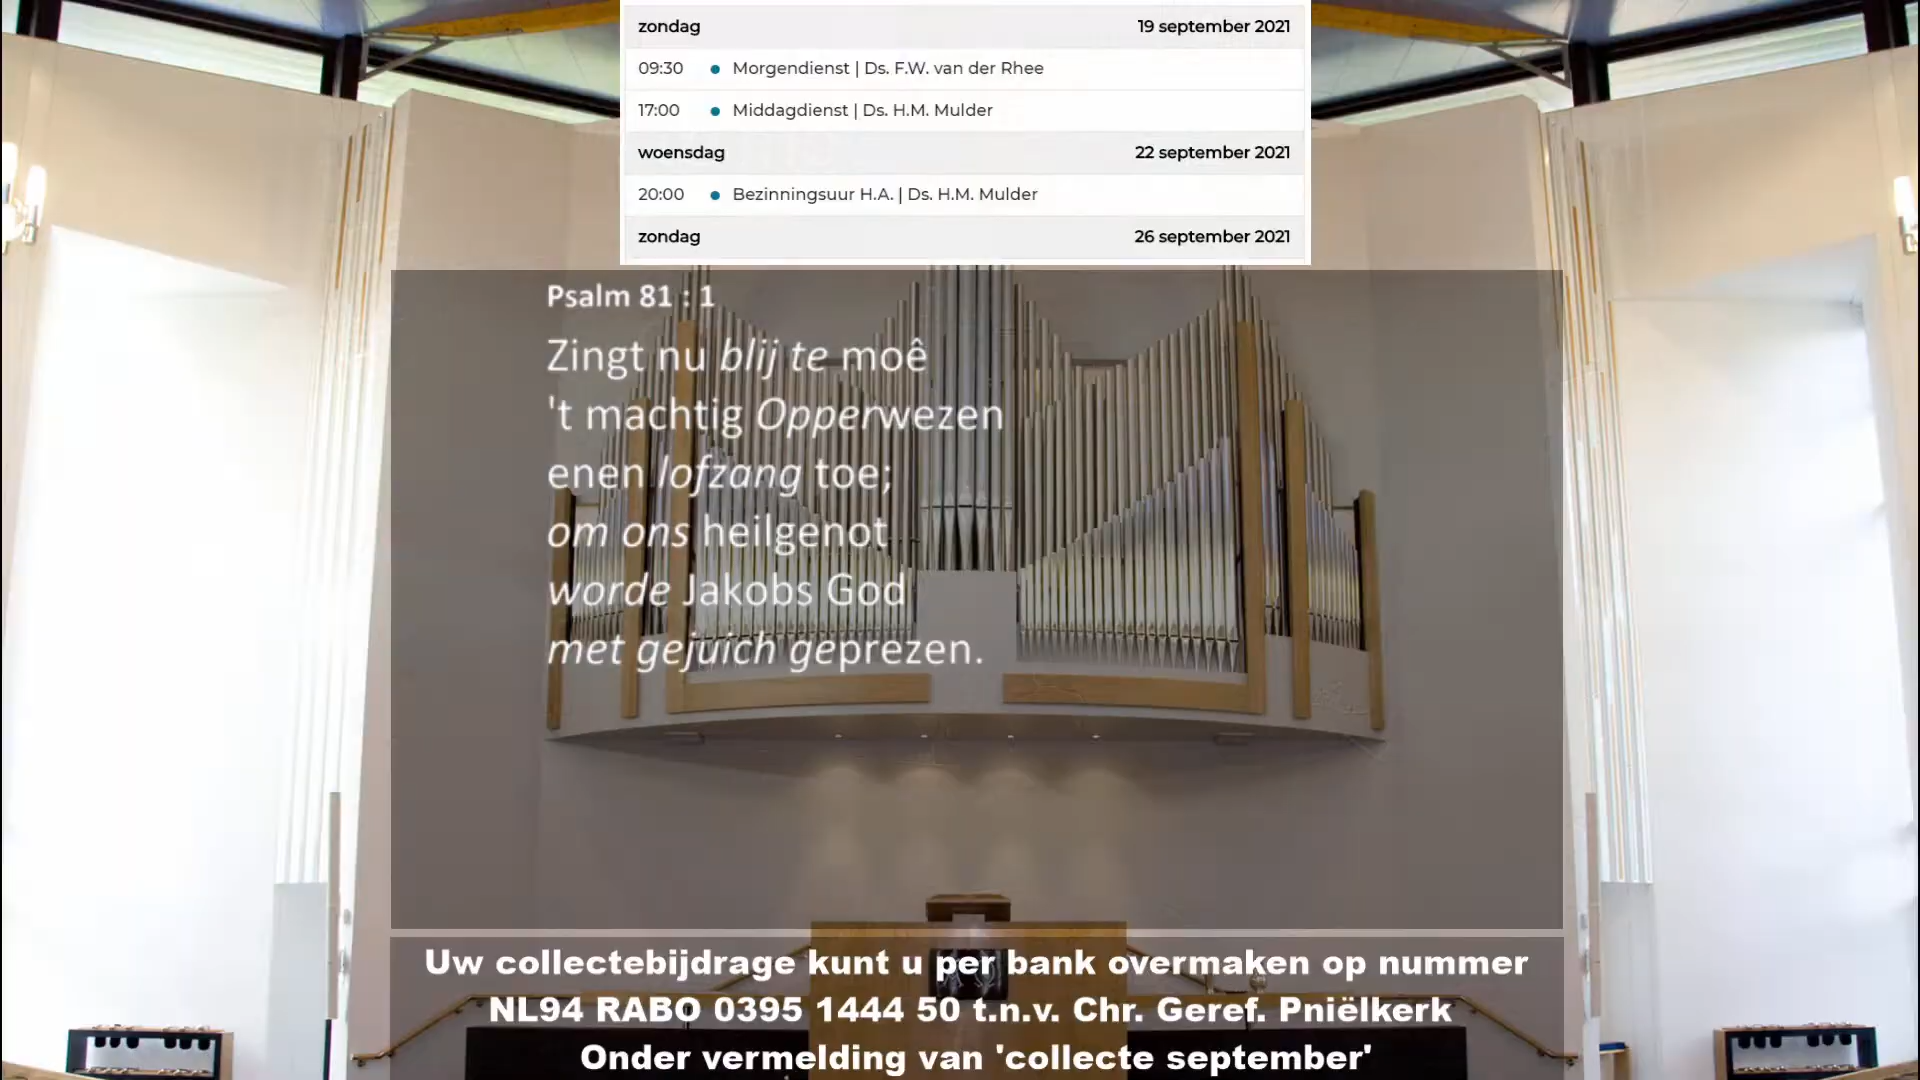 zondag 19 september 2021
09:30 • Morgendienst | Ds. F.W. van der Rhee
17:00 • Middagdienst | Ds. H.M. Mulder
woensdag 22 september 2021
20:00 • Bezinningsuur H.A. | Ds. H.M. Mulder
zondag 26 september 2021
Psalm 81 : 1
Zingt nu blij te moê
't machtig Opperwezen
enen lofzang toe;
om ons heilgenot
worde Jakobs God
met gejuich geprezen.
Uw collectebijdrage kunt u per bank overmaken op nummer
NL94 RABO 0395 1444 50 t.n.v. Chr. Geref. Pniëlkerk
Onder vermelding van 'collecte september'